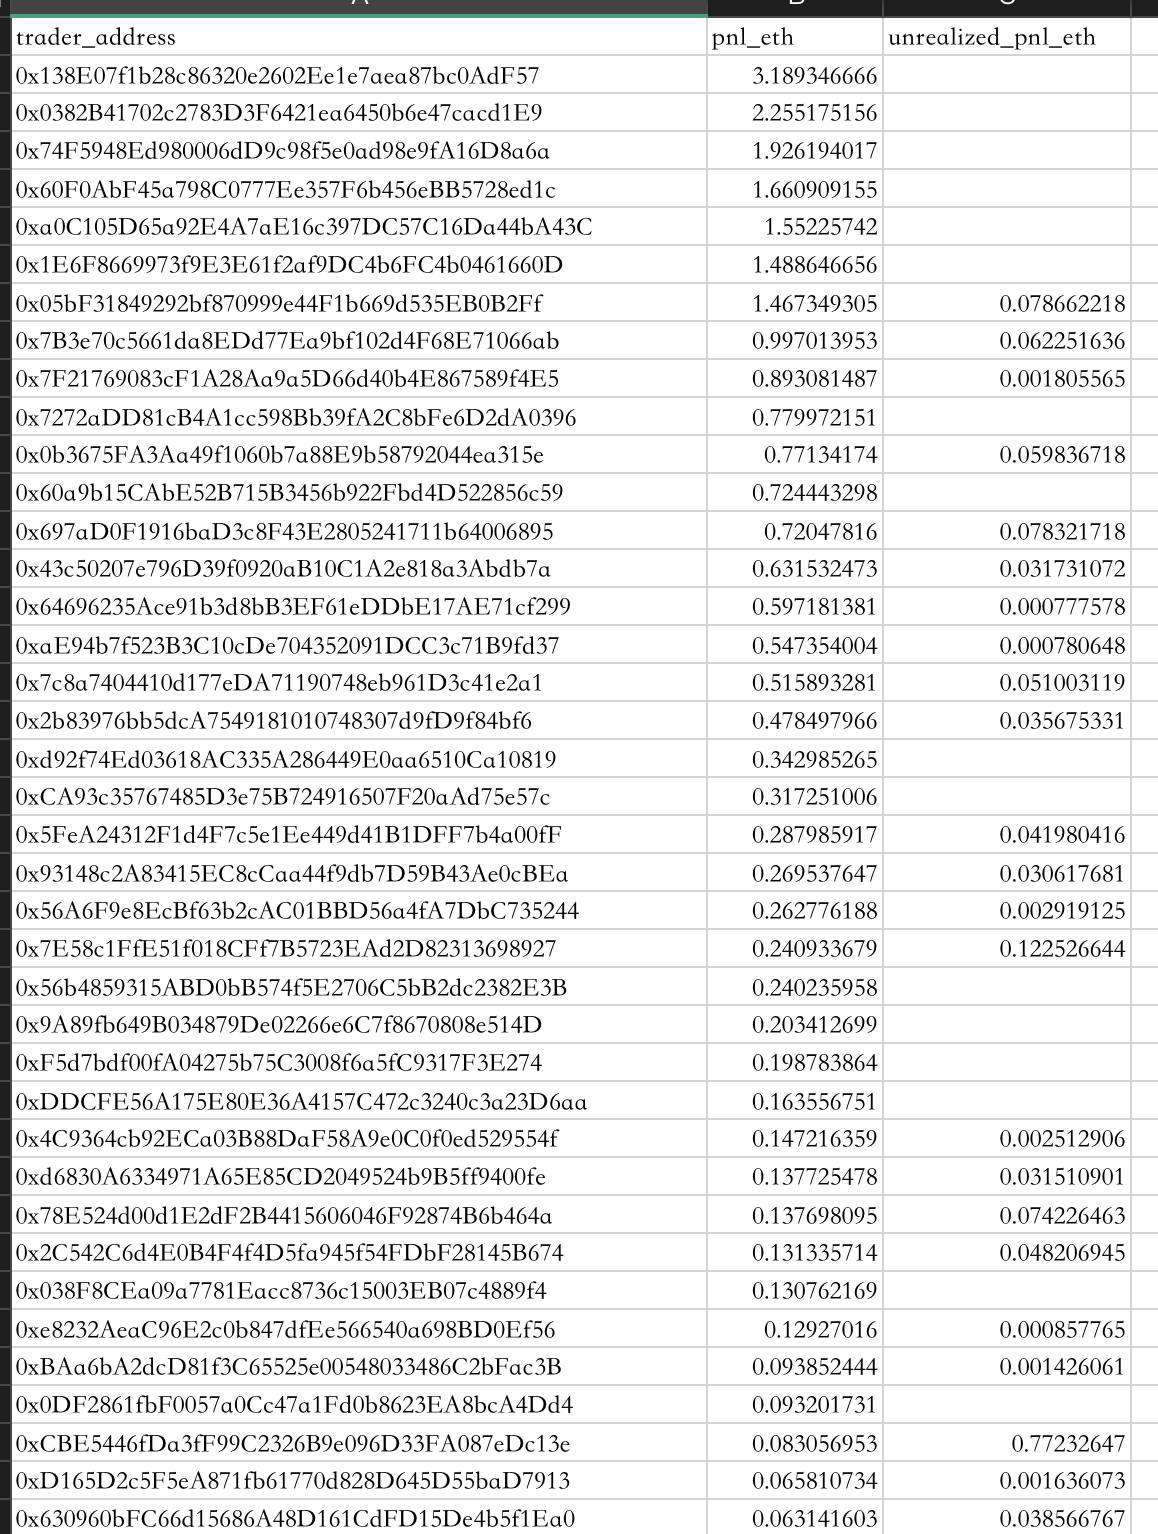 trader_address pnl_eth unrealized_pnl_eth
0x138E07f1b28c86320e2602Ee1e7aea87bc0AdF57 3.189346666
0x0382B41702c2783D3F6421ea6450b6e47cacd1E9 2.255175156
0x74F5948Ed980006dD9c98f5e0ad98e9fA16D8a6a 1.926194017
0x60F0AbF45a798C0777Ee357F6b456eBB5728ed1c 1.660909155
0xa0C105D65a92E4A7aE16c397DC57C16Da44bA43C 1.55225742
0x1E6F8669973f9E3E61f2af9DC4b6FC4b0461660D 1.488646656
0x05bF31849292bf870999e44F1b669d535EB0B2Ff 1.467349305 0.078662218
0x7B3e70c5661da8EDd77Ea9bf102d4F68E71066ab 0.997013953 0.062251636
0x7F21769083cF1A28Aa9a5D66d40b4E867589f4E5 0.893081487 0.001805565
0x7272aDD81cB4A1cc598Bb39fA2C8bFe6D2dA0396 0.779972151
0x0b3675FA3Aa49f1060b7a88E9b58792044ea315e 0.77134174 0.059836718
0x60a9b15CAbE52B715B3456b922Fbd4D522856c59 0.724443298
0x697aD0F1916baD3c8F43E2805241711b64006895 0.72047816 0.078321718
0x43c50207e796D39f0920aB10C1A2e818a3Abdb7a 0.631532473 0.031731072
0x64696235Ace91b3d8bB3EF61eDDbE17AE71cf299 0.597181381 0.000777578
0xaE94b7f523B3C10cDe704352091DCC3c71B9fd37 0.547354004 0.000780648
0x7c8a7404410d177eDA71190748eb961D3c41e2a1 0.515893281 0.051003119
0x2b83976bb5dcA7549181010748307d9fD9f84bf6 0.478497966 0.035675331
0xd92f74Ed03618AC335A286449E0aa6510Ca10819 0.342985265
0xCA93c35767485D3e75B724916507F20aAd75e57c 0.317251006
0x5FeA24312F1d4F7c5e1Ee449d41B1DFF7b4a00fF 0.287985917 0.041980416
0x93148c2A83415EC8cCaa44f9db7D59B43Ae0cBEa 0.269537647 0.030617681
0x56A6F9e8EcBf63b2cAC01BBD56a4fA7DbC735244 0.262776188 0.002919125
0x7E58c1FfE51f018CFf7B5723EAd2D82313698927 0.240933679 0.122526644
0x56b4859315ABD0bB574f5E2706C5bB2dc2382E3B 0.240235958
0x9A89fb649B034879De02266e6C7f8670808e514D 0.203412699
0xF5d7bdf00fA04275b75C3008f6a5fC9317F3E274 0.198783864
0xDDCFE56A175E80E36A4157C472c3240c3a23D6aa 0.163556751
0x4C9364cb92ECa03B88DaF58A9e0C0f0ed529554f 0.147216359 0.002512906
0xd6830A6334971A65E85CD2049524b9B5ff9400fe 0.137725478 0.031510901
0x78E524d00d1E2dF2B4415606046F92874B6b464a 0.137698095 0.074226463
0x2C542C6d4E0B4F4f4D5fa945f54FDbF28145B674 0.131335714 0.048206945
0x038F8CEa09a7781Eacc8736c15003EB07c4889f4 0.130762169
0xe8232AeaC96E2c0b847dfEe566540a698BD0Ef56 0.12927016 0.000857765
0xBAa6bA2dcD81f3C65525e00548033486C2bFac3B 0.093852444 0.001426061
0x0DF2861fbF0057a0Cc47a1Fd0b8623EA8bcA4Dd4 0.093201731
0xCBE5446fDa3fF99C2326B9e096D33FA087eDc13e 0.083056953 0.77232647
0xD165D2c5F5eA871fb61770d828D645D55baD7913 0.065810734 0.001636073
0x630960bFC66d15686A48D161CdFD15De4b5f1Ea0 0.063141603 0.038566767